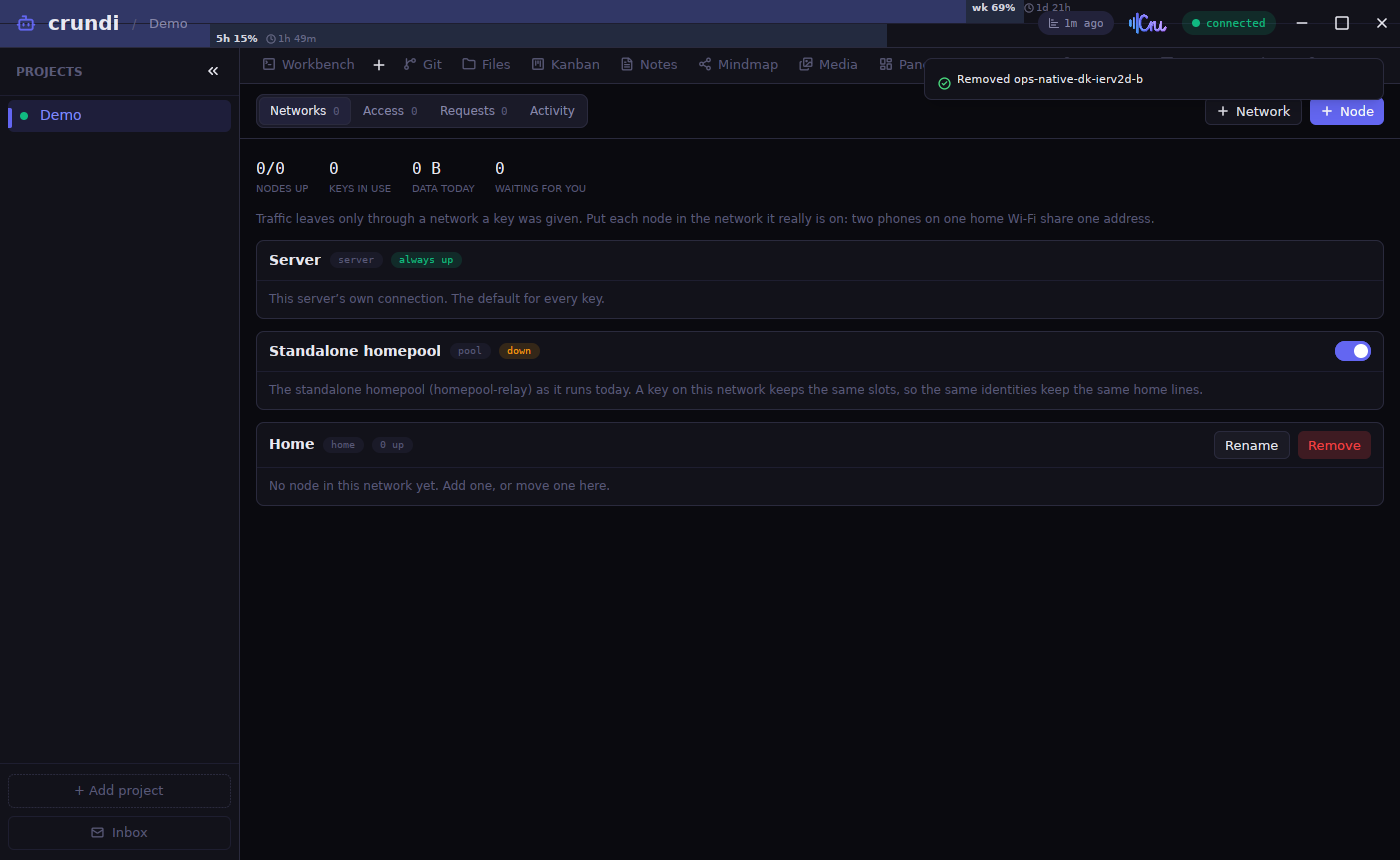 crundi / Demo
wk 69% 1d 21h
5h 15% 1h 49m
1m ago
connected
PROJECTS
Demo
+ Add project
Inbox
Workbench + Git Files Kanban Notes Mindmap Media
Removed ops-native-dk-ierv2d-b
Networks 0 Access 0 Requests 0 Activity
+ Network + Node
0/0 0 0 B 0
NODES UP KEYS IN USE DATA TODAY WAITING FOR YOU
Traffic leaves only through a network a key was given. Put each node in the network it really is on: two phones on one home Wi-Fi share one address.
Server server always up
This server’s own connection. The default for every key.
Standalone homepool pool down
The standalone homepool (homepool-relay) as it runs today. A key on this network keeps the same slots, so the same identities keep the same home lines.
Home home 0 up Rename Remove
No node in this network yet. Add one, or move one here.